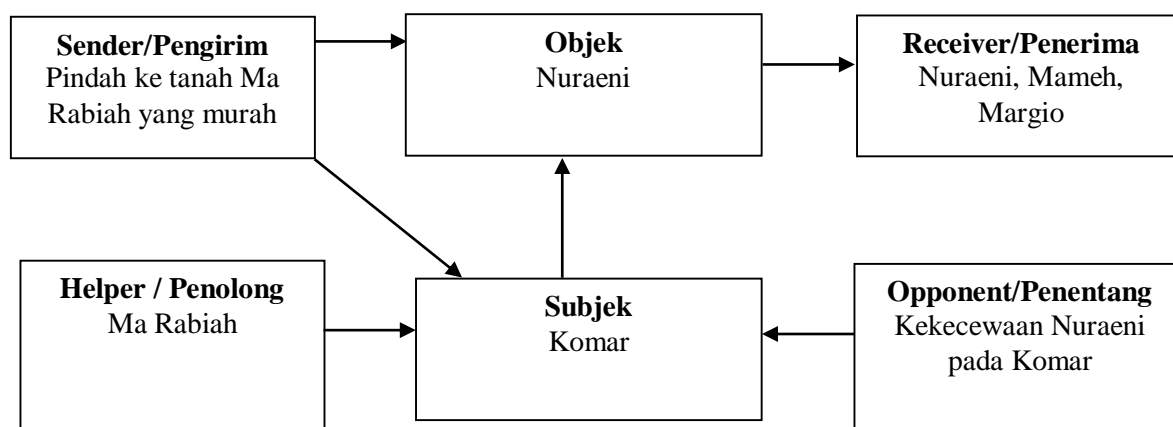 Sender/Pengirim
Pindah ke tanah Ma
Rabiah yang murah
Objek
Nuraeni
Receiver/Penerima
Nuraeni, Mameh,
Margio
Helper / Penolong
Ma Rabiah
Subjek
Komar
Opponent/Penentang
Kekecewaan Nuraeni
pada Komar